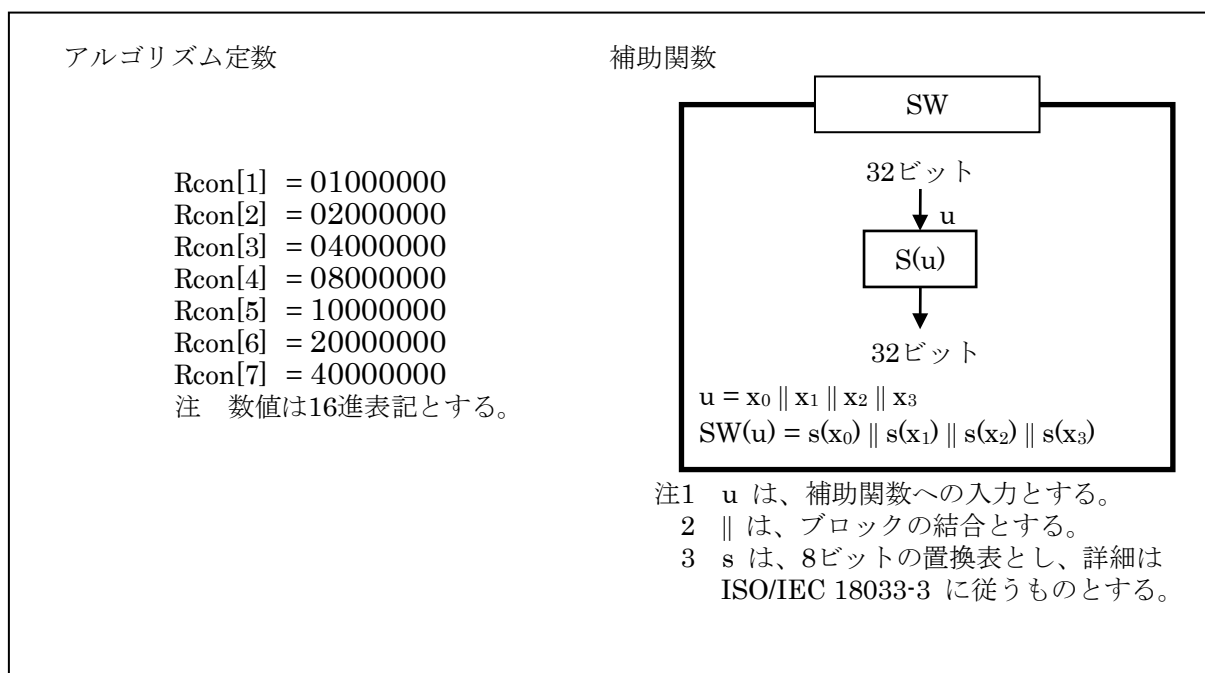 アルゴリズム定数
Rcon[1] = 01000000
Rcon[2] = 02000000
Rcon[3] = 04000000
Rcon[4] = 08000000
Rcon[5] = 10000000
Rcon[6] = 20000000
Rcon[7] = 40000000
注　数値は16進表記とする。
補助関数
SW
32ビット
u
S(u)
32ビット
u = x₀ || x₁ || x₂ || x₃
SW(u) = s(x₀) || s(x₁) || s(x₂) || s(x₃)
注1　u は、補助関数への入力とする。
2　|| は、ブロックの結合とする。
3　s は、8ビットの置換表とし、詳細は
ISO/IEC 18033-3 に従うものとする。